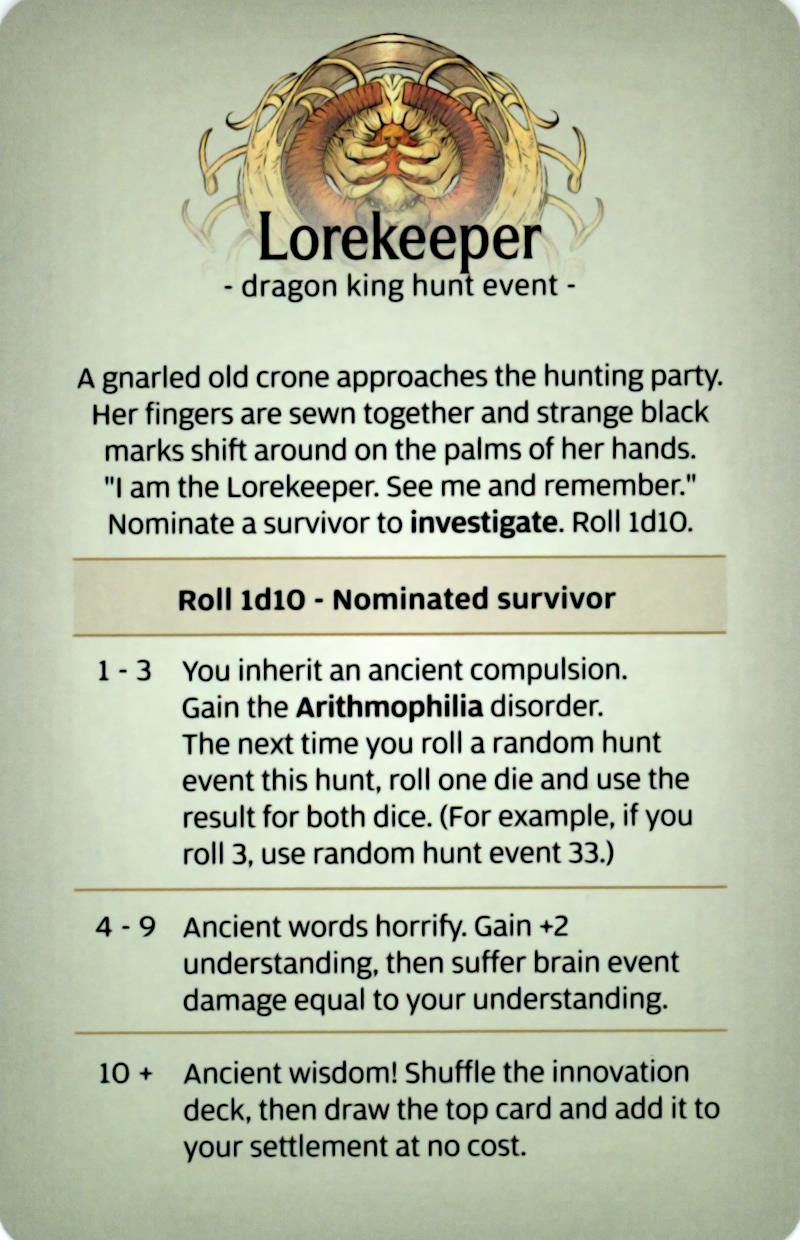 Lorekeeper
- dragon king hunt event -
A gnarled old crone approaches the hunting party.
Her fingers are sewn together and strange black
marks shift around on the palms of her hands.
"I am the Lorekeeper. See me and remember."
Nominate a survivor to investigate. Roll 1d10.
Roll 1d10 - Nominated survivor
1 - 3 You inherit an ancient compulsion.
Gain the Arithmophilia disorder.
The next time you roll a random hunt
event this hunt, roll one die and use the
result for both dice. (For example, if you
roll 3, use random hunt event 33.)
4 - 9 Ancient words horrify. Gain +2
understanding, then suffer brain event
damage equal to your understanding.
10 + Ancient wisdom! Shuffle the innovation
deck, then draw the top card and add it to
your settlement at no cost.